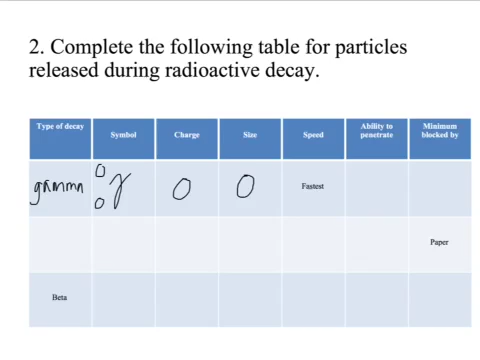 2. Complete the following table for particles
released during radioactive decay.
Type of decay Symbol Charge Size Speed Ability to penetrate Minimum blocked by
gamma 0 0 γ 0 0 Fastest
Paper
Beta